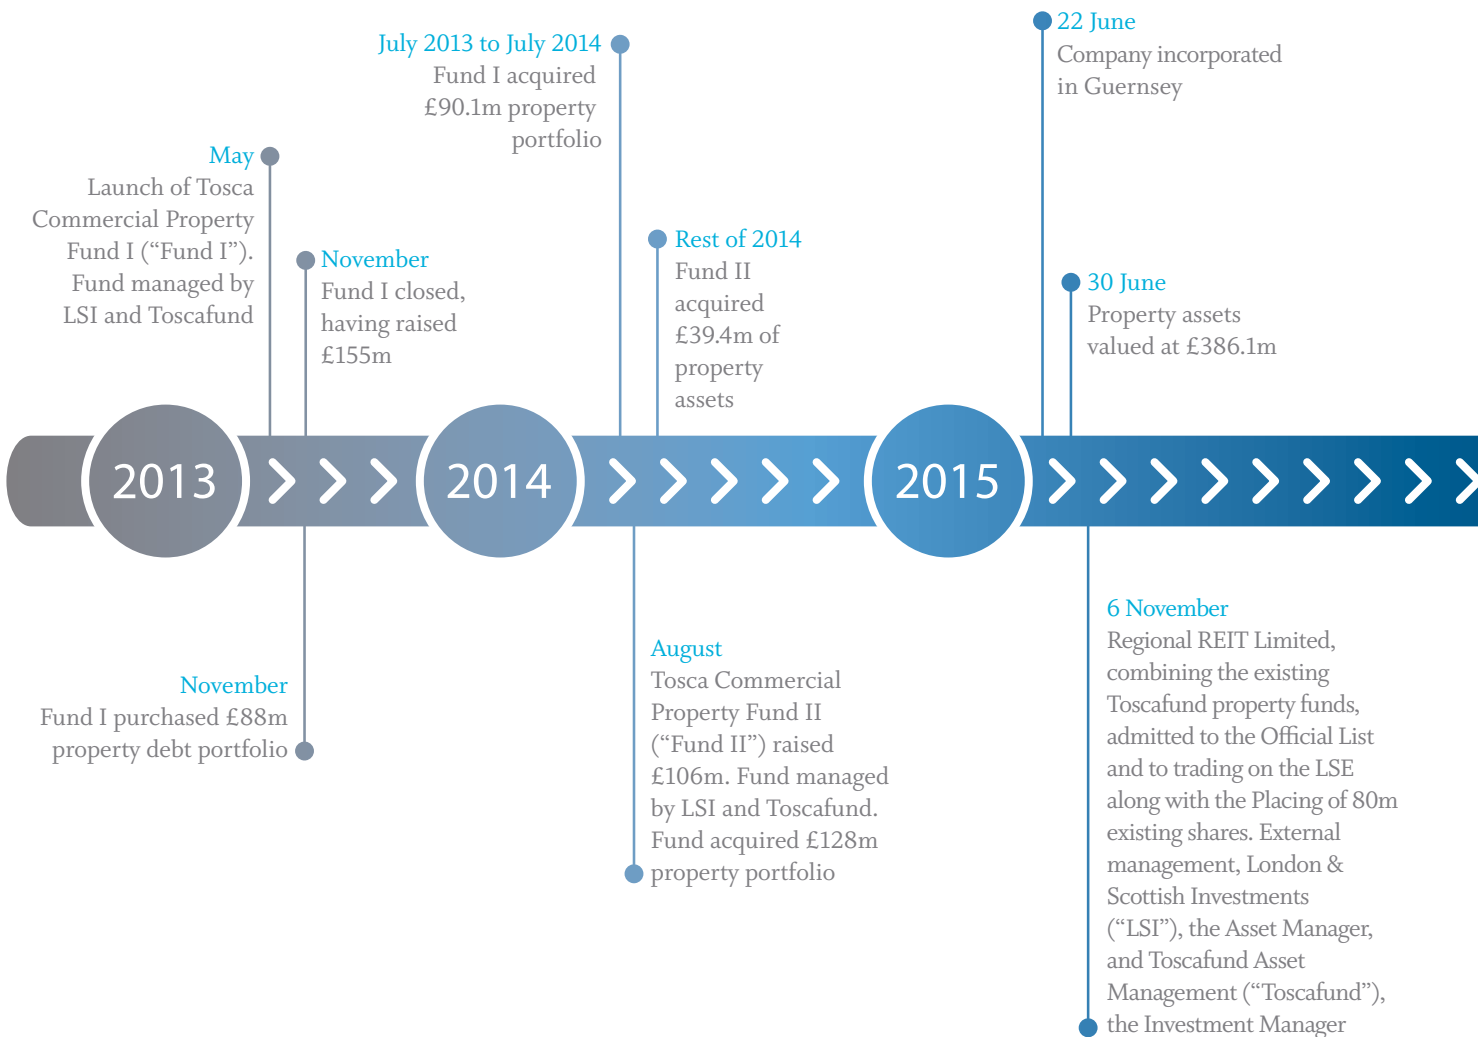 May
Launch of Tosca
Commercial Property
Fund I (“Fund I”).
Fund managed by
LSI and Toscafund
November
Fund I closed,
having raised
£155m
July 2013 to July 2014
Fund I acquired
£90.1m property
portfolio
Rest of 2014
Fund II
acquired
£39.4m of
property
assets
22 June
Company incorporated
in Guernsey
30 June
Property assets
valued at £386.1m
2013
2014
2015
November
Fund I purchased £88m
property debt portfolio
August
Tosca Commercial
Property Fund II
(“Fund II”) raised
£106m. Fund managed
by LSI and Toscafund.
Fund acquired £128m
property portfolio
6 November
Regional REIT Limited,
combining the existing
Toscafund property funds,
admitted to the Official List
and to trading on the LSE
along with the Placing of 80m
existing shares. External
management, London &
Scottish Investments
(“LSI”), the Asset Manager,
and Toscafund Asset
Management (“Toscafund”),
the Investment Manager